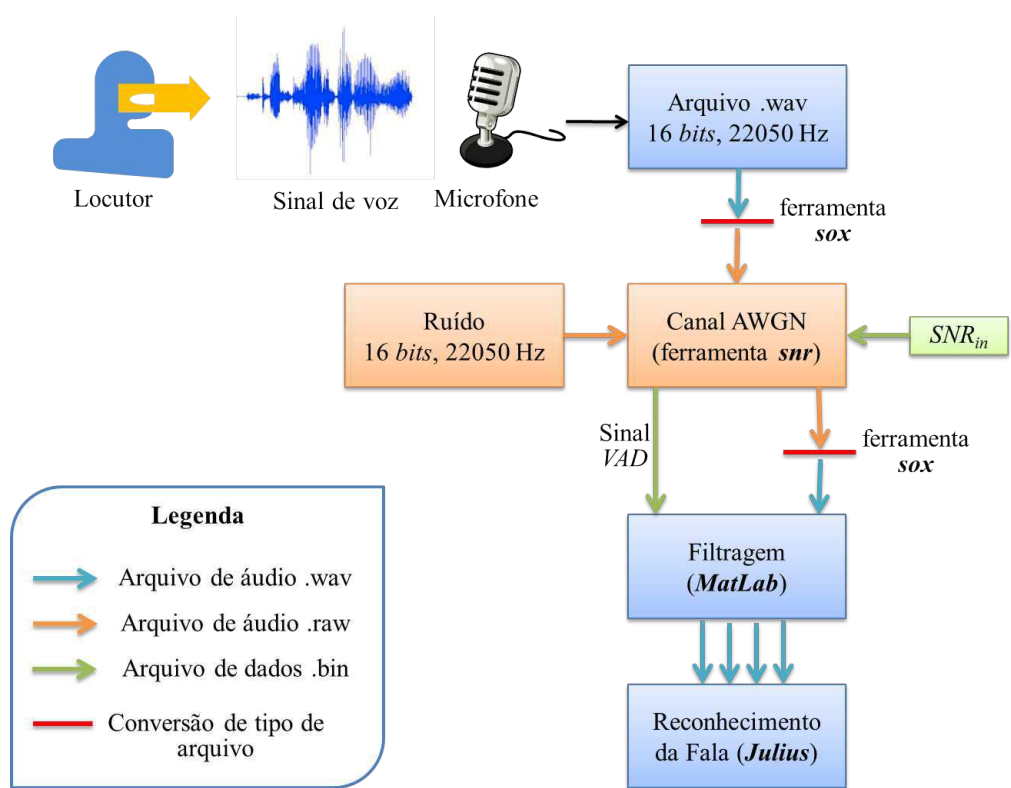 Locutor
Sinal de voz
Microfone
Arquivo .wav
16 bits, 22050 Hz
ferramenta
sox
Ruído
16 bits, 22050 Hz
Canal AWGN
(ferramenta snr)
SNRin
Sinal
VAD
ferramenta
sox
Filtragem
(MatLab)
Reconhecimento
da Fala (Julius)
Legenda
Arquivo de áudio .wav
Arquivo de áudio .raw
Arquivo de dados .bin
Conversão de tipo de
arquivo